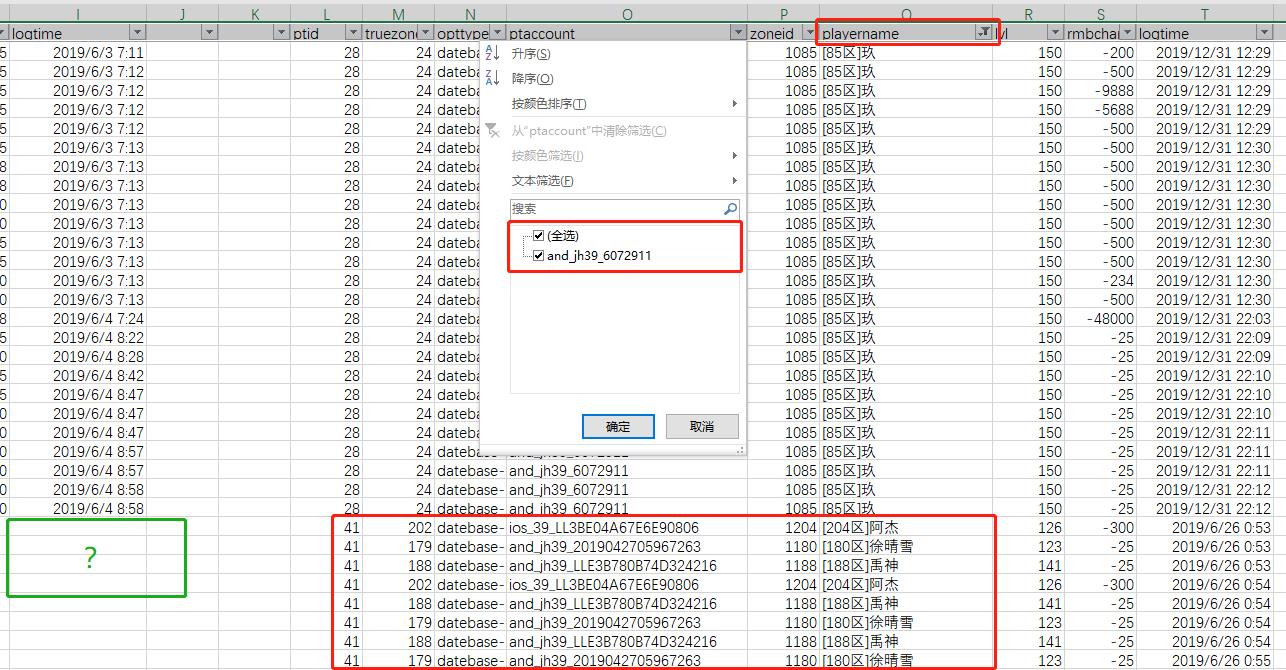 I J K L M N O P Q R S T
logtime ptid truezon opttype ptaccount zoneid playername lvl rmbchar logtime
2019/6/3 7:11 28 24 dateba 1085 [85区]玖 150 -200 2019/12/31 12:29
2019/6/3 7:12 28 24 dateba 1085 [85区]玖 150 -500 2019/12/31 12:29
2019/6/3 7:12 28 24 dateba 1085 [85区]玖 150 -9888 2019/12/31 12:29
2019/6/3 7:12 28 24 dateba 1085 [85区]玖 150 -5688 2019/12/31 12:29
2019/6/3 7:12 28 24 dateba 1085 [85区]玖 150 -500 2019/12/31 12:29
2019/6/3 7:13 28 24 dateba 1085 [85区]玖 150 -500 2019/12/31 12:30
2019/6/3 7:13 28 24 dateba 1085 [85区]玖 150 -500 2019/12/31 12:30
2019/6/3 7:13 28 24 dateba 1085 [85区]玖 150 -500 2019/12/31 12:30
2019/6/3 7:13 28 24 dateba 1085 [85区]玖 150 -500 2019/12/31 12:30
2019/6/3 7:13 28 24 dateba 1085 [85区]玖 150 -500 2019/12/31 12:30
2019/6/3 7:13 28 24 dateba 1085 [85区]玖 150 -500 2019/12/31 12:30
2019/6/3 7:13 28 24 dateba 1085 [85区]玖 150 -500 2019/12/31 12:30
2019/6/3 7:13 28 24 dateba 1085 [85区]玖 150 -234 2019/12/31 12:30
2019/6/3 7:13 28 24 dateba 1085 [85区]玖 150 -500 2019/12/31 12:30
2019/6/4 7:24 28 24 dateba 1085 [85区]玖 150 -48000 2019/12/31 22:03
2019/6/4 8:22 28 24 dateba 1085 [85区]玖 150 -25 2019/12/31 22:09
2019/6/4 8:28 28 24 dateba 1085 [85区]玖 150 -25 2019/12/31 22:09
2019/6/4 8:42 28 24 dateba 1085 [85区]玖 150 -25 2019/12/31 22:10
2019/6/4 8:47 28 24 dateba 1085 [85区]玖 150 -25 2019/12/31 22:10
2019/6/4 8:47 28 24 dateba 1085 [85区]玖 150 -25 2019/12/31 22:10
2019/6/4 8:47 28 24 dateba 1085 [85区]玖 150 -25 2019/12/31 22:11
2019/6/4 8:57 28 24 dateba 1085 [85区]玖 150 -25 2019/12/31 22:11
2019/6/4 8:57 28 24 datebase- and_jh39_6072911 1085 [85区]玖 150 -25 2019/12/31 22:11
2019/6/4 8:58 28 24 datebase- and_jh39_6072911 1085 [85区]玖 150 -25 2019/12/31 22:12
2019/6/4 8:58 28 24 datebase- and_jh39_6072911 1085 [85区]玖 150 -25 2019/12/31 22:12
41 202 datebase- ios_39_LL3BE04A67E6E90806 1204 [204区]阿杰 126 -300 2019/6/26 0:53
41 179 datebase- and_jh39_2019042705967263 1180 [180区]徐晴雪 123 -25 2019/6/26 0:53
41 188 datebase- and_jh39_LLE3B780B74D324216 1188 [188区]禹神 141 -25 2019/6/26 0:53
41 202 datebase- ios_39_LL3BE04A67E6E90806 1204 [204区]阿杰 126 -300 2019/6/26 0:54
41 188 datebase- and_jh39_LLE3B780B74D324216 1188 [188区]禹神 141 -25 2019/6/26 0:54
41 179 datebase- and_jh39_2019042705967263 1180 [180区]徐晴雪 123 -25 2019/6/26 0:54
41 188 datebase- and_jh39_LLE3B780B74D324216 1188 [188区]禹神 141 -25 2019/6/26 0:54
41 179 datebase- and_jh39_2019042705967263 1180 [180区]徐晴雪 123 -25 2019/6/26 0:55
?
升序(S)
降序(O)
按颜色排序(T)
从"ptaccount"中清除筛选(C)
按颜色筛选(I)
文本筛选(F)
搜索
(全选)
and_jh39_6072911
确定
取消